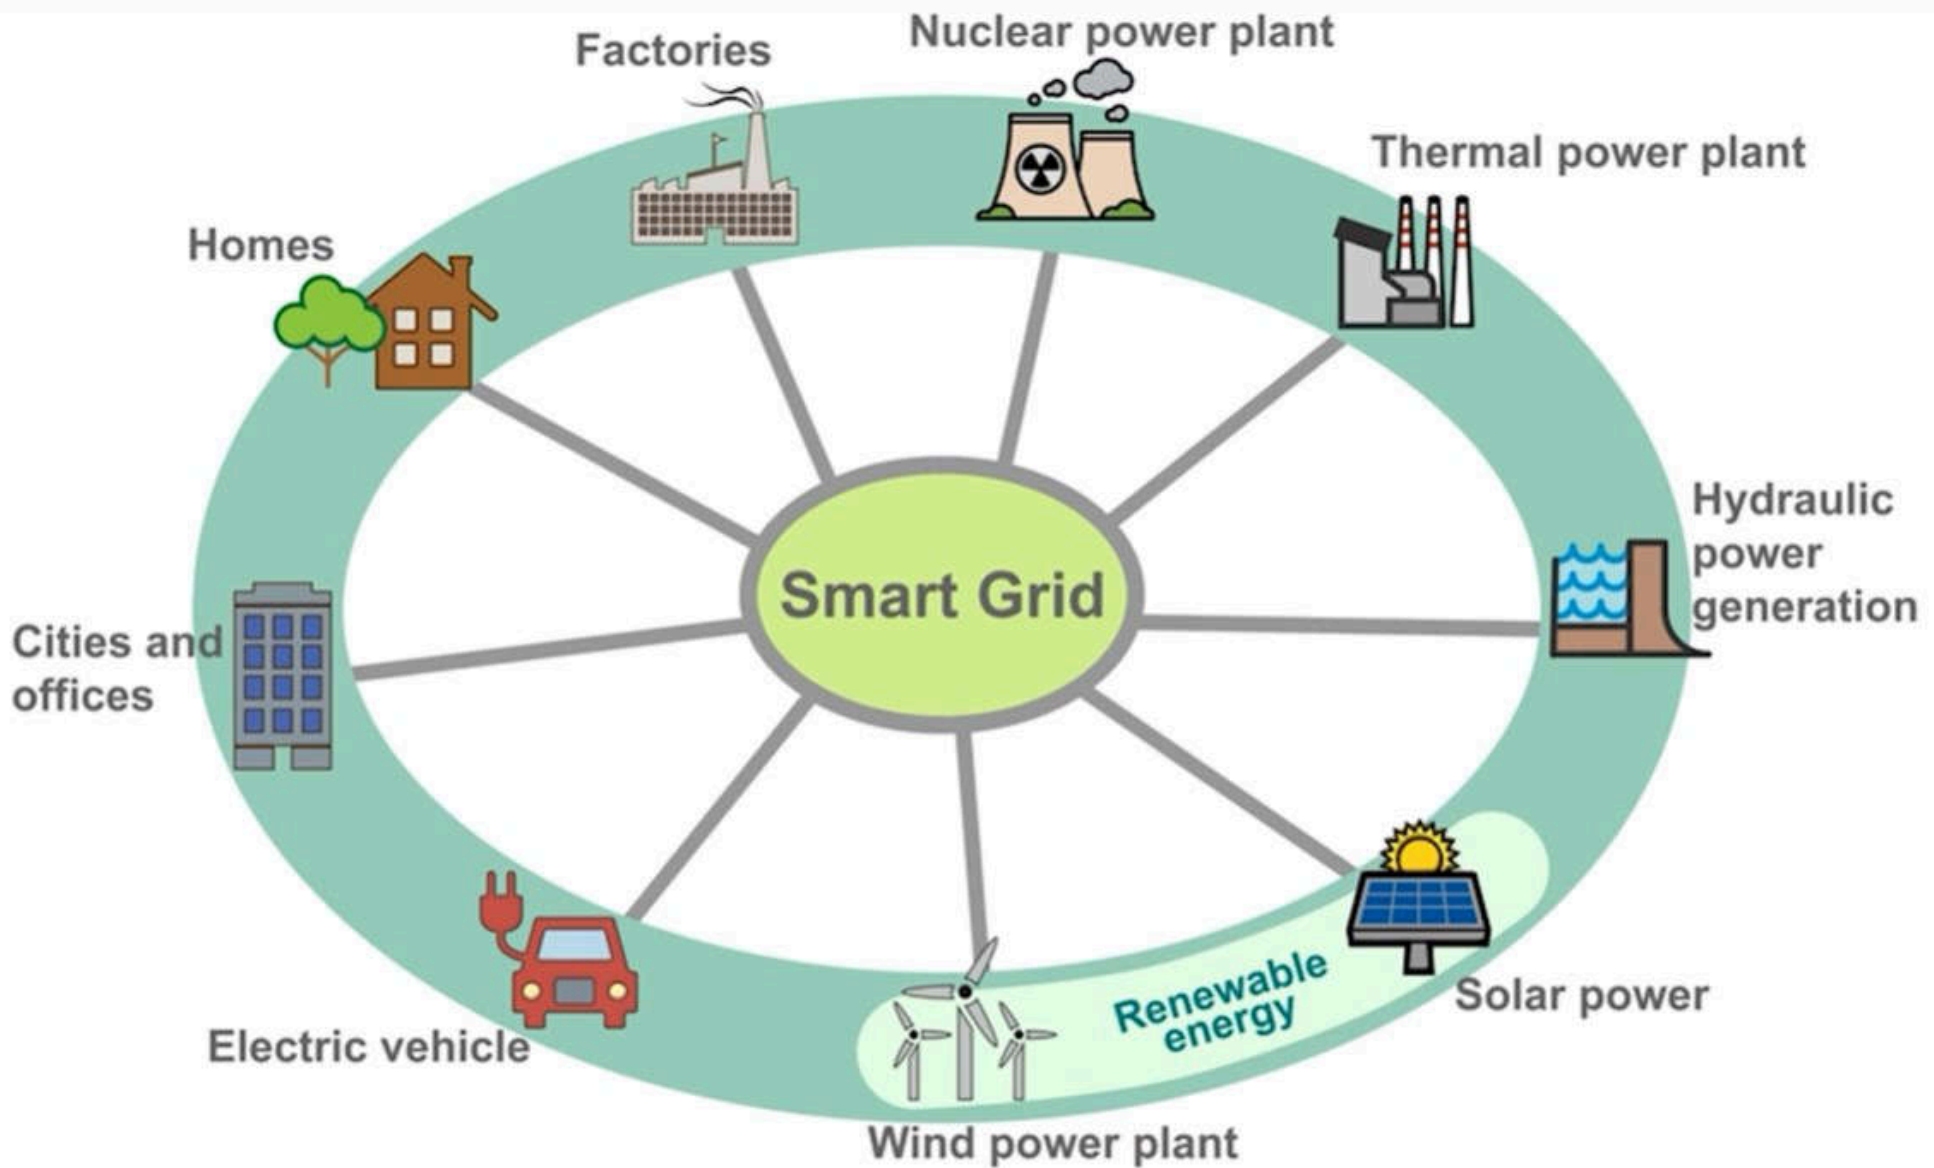 Nuclear power plant
Factories
Thermal power plant
Homes
Hydraulic
power
generation
Smart Grid
Cities and
offices
Renewable
energy
Solar power
Electric vehicle
Wind power plant